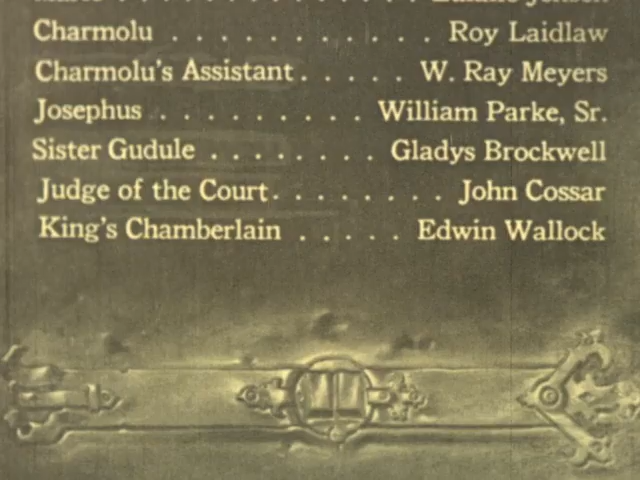 Charmolu . . . . . . . . . . . Roy Laidlaw
Charmolu's Assistant . . . . . W. Ray Meyers
Josephus . . . . . . . . . William Parke, Sr.
Sister Gudule . . . . . . . . Gladys Brockwell
Judge of the Court . . . . . . . . John Cossar
King's Chamberlain . . . . . Edwin Wallock